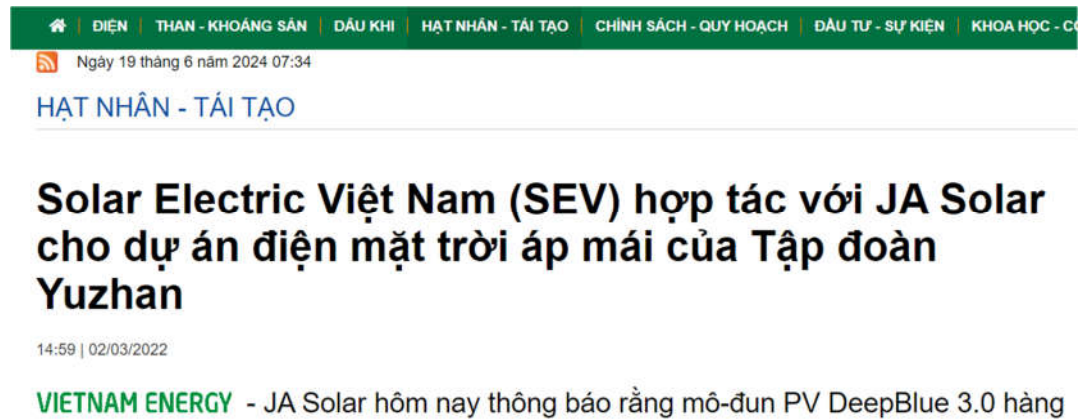 ĐIỆN | THAN - KHOÁNG SẢN | DẦU KHI | HẠT NHÂN - TÁI TẠO | CHÍNH SÁCH - QUY HOẠCH | ĐẦU TƯ - SỰ KIỆN | KHOA HỌC -
Ngày 19 tháng 6 năm 2024 07:34
HẠT NHÂN - TÁI TẠO
Solar Electric Việt Nam (SEV) hợp tác với JA Solar
cho dự án điện mặt trời áp mái của Tập đoàn
Yuzhan
14:59 | 02/03/2022
VIETNAM ENERGY - JA Solar hôm nay thông báo rằng mô-đun PV DeepBlue 3.0 hàng